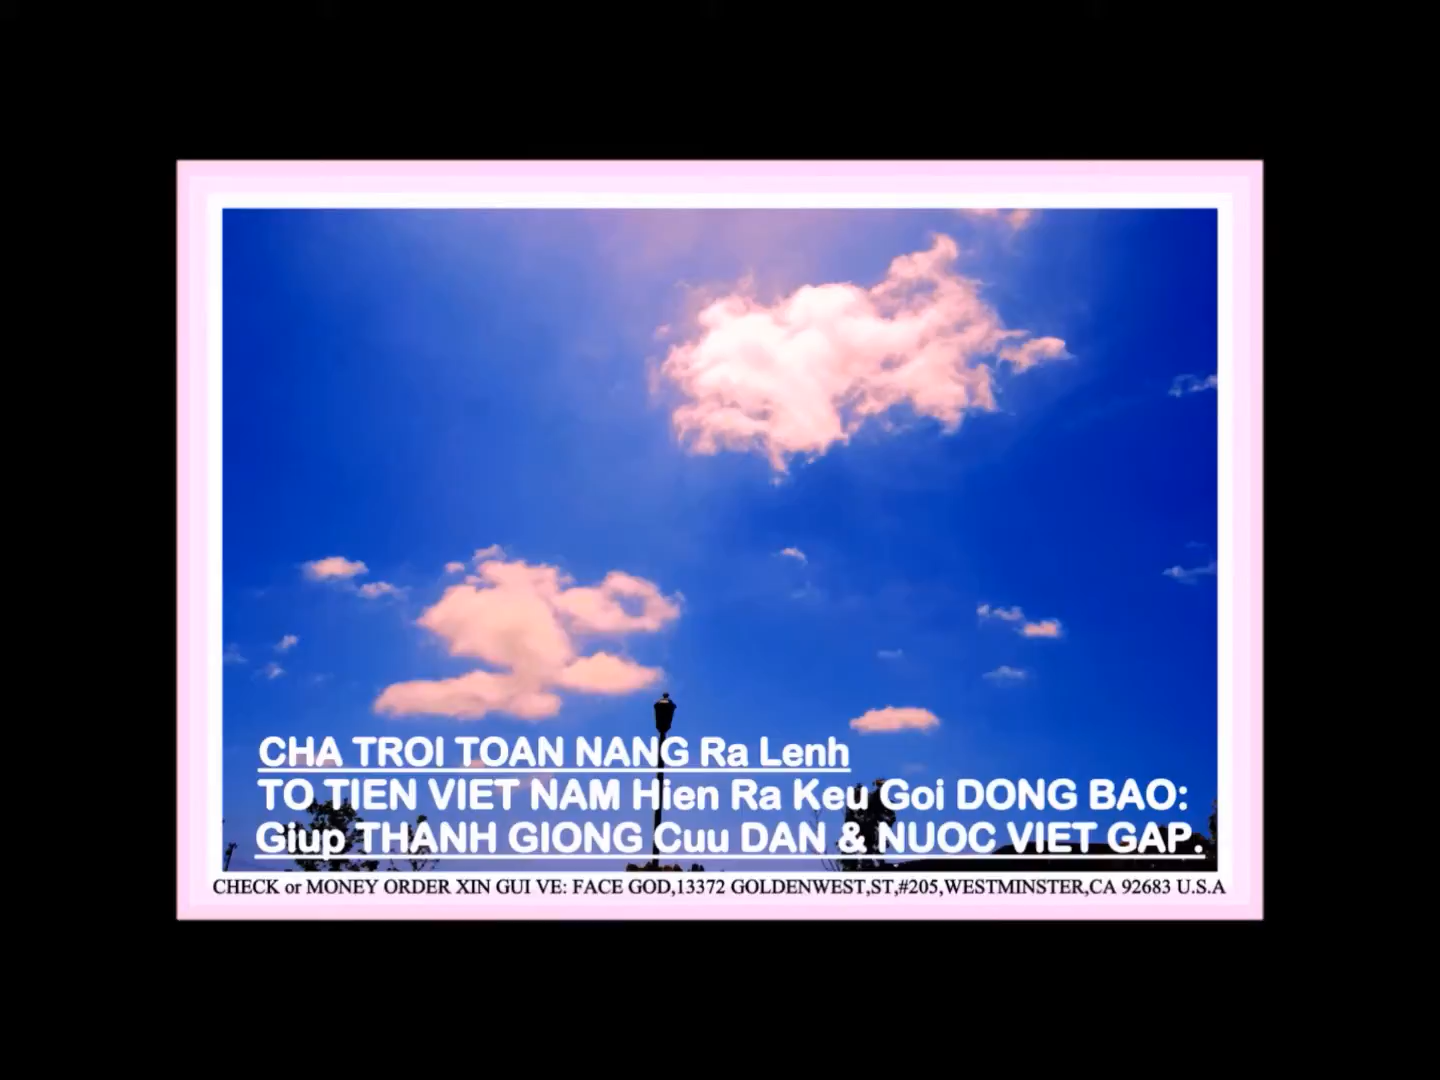 CHA TROI TOAN NANG Ra Lenh
TO TIEN VIET NAM Hien Ra Keu Goi DONG BAO:
Giup THANH GIONG Cuu DAN & NUOC VIET GAP.
CHECK or MONEY ORDER XIN GUI VE: FACE GOD,13372 GOLDENWEST,ST,#205,WESTMINSTER,CA 92683 U.S.A